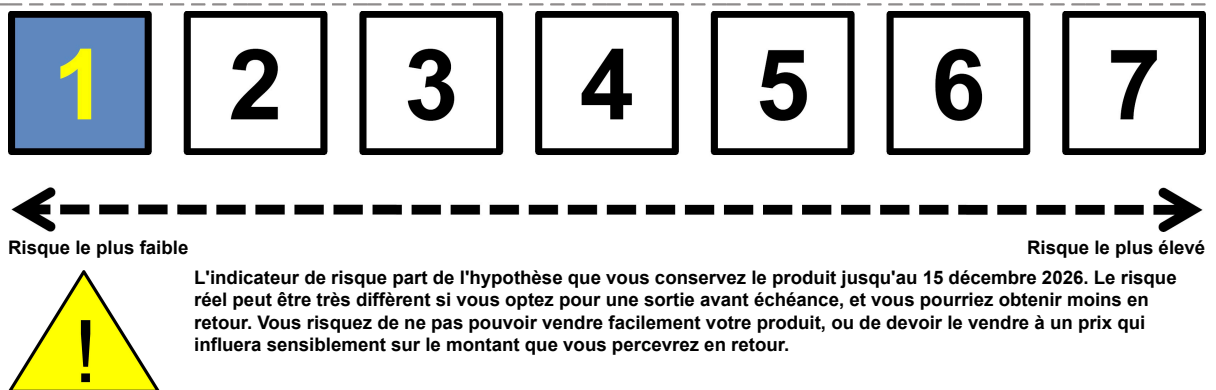 1 2 3 4 5 6 7
Risque le plus faible Risque le plus élevé
L'indicateur de risque part de l'hypothèse que vous conservez le produit jusqu'au 15 décembre 2026. Le risque
réel peut être très diffèrent si vous optez pour une sortie avant échéance, et vous pourriez obtenir moins en
retour. Vous risquez de ne pas pouvoir vendre facilement votre produit, ou de devoir le vendre à un prix qui
influera sensiblement sur le montant que vous percevrez en retour.
!